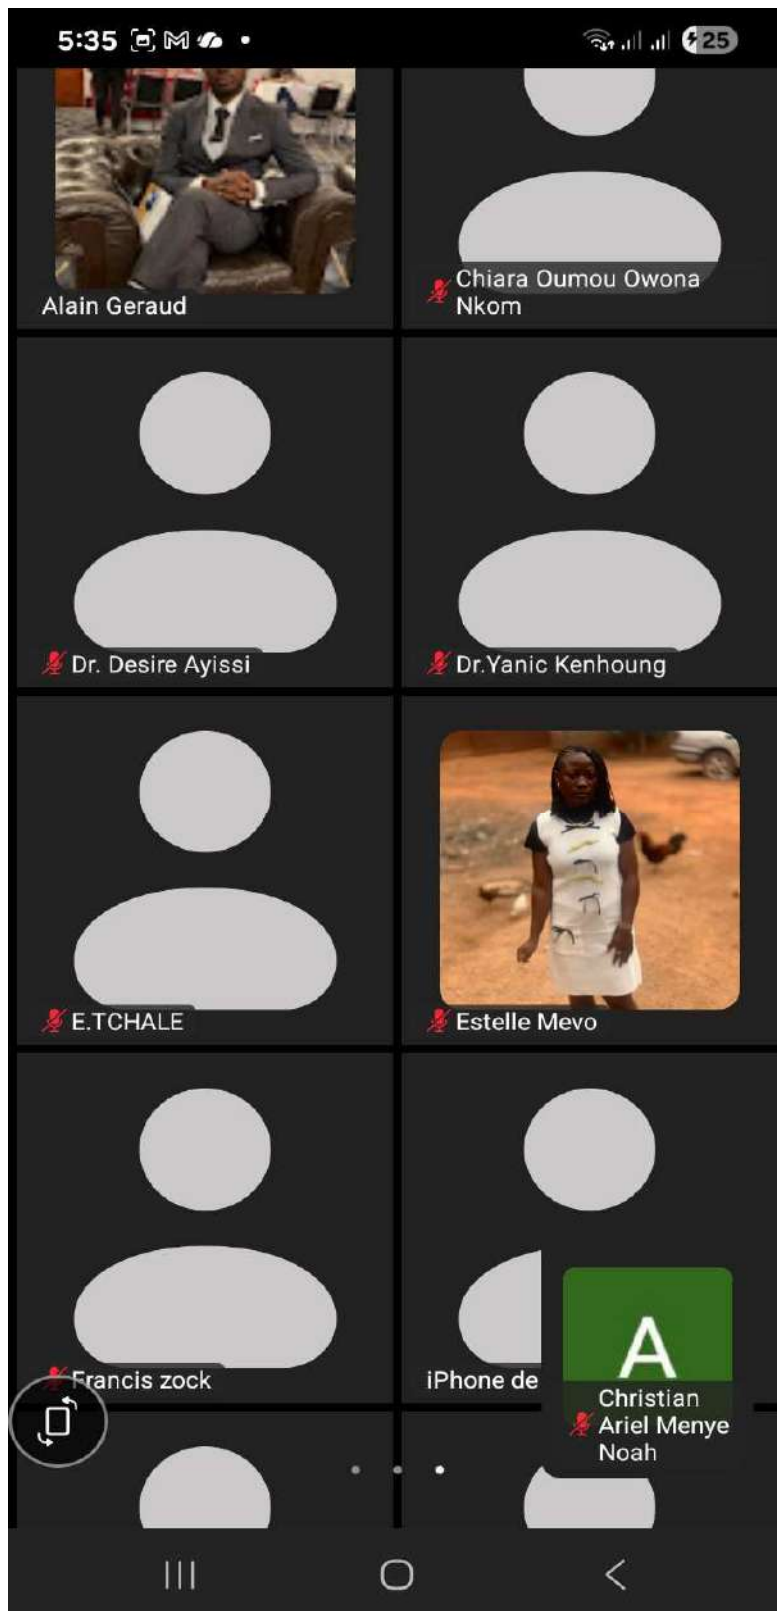 5:35
25
Alain Geraud
Chiara Oumou Owona
Nkom
Dr. Desire Ayissi
Dr.Yanic Kenhoung
E.TCHALE
Estelle Mevo
Francis zock
iPhone de
A
Christian
Ariel Menye
Noah